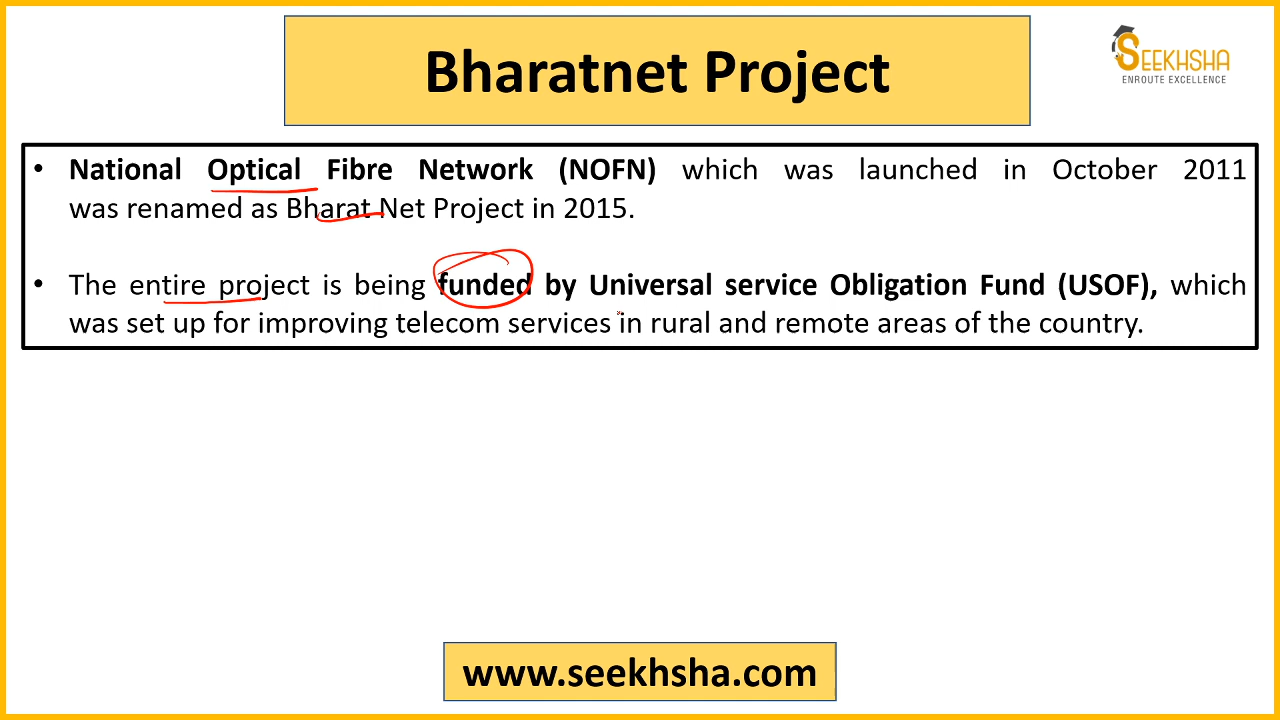 Bharatnet Project
SEEKHSHA
ENROUTE EXCELLENCE
• National Optical Fibre Network (NOFN) which was launched in October 2011
was renamed as Bharat Net Project in 2015.
• The entire project is being funded by Universal service Obligation Fund (USOF), which
was set up for improving telecom services in rural and remote areas of the country.
www.seekhsha.com